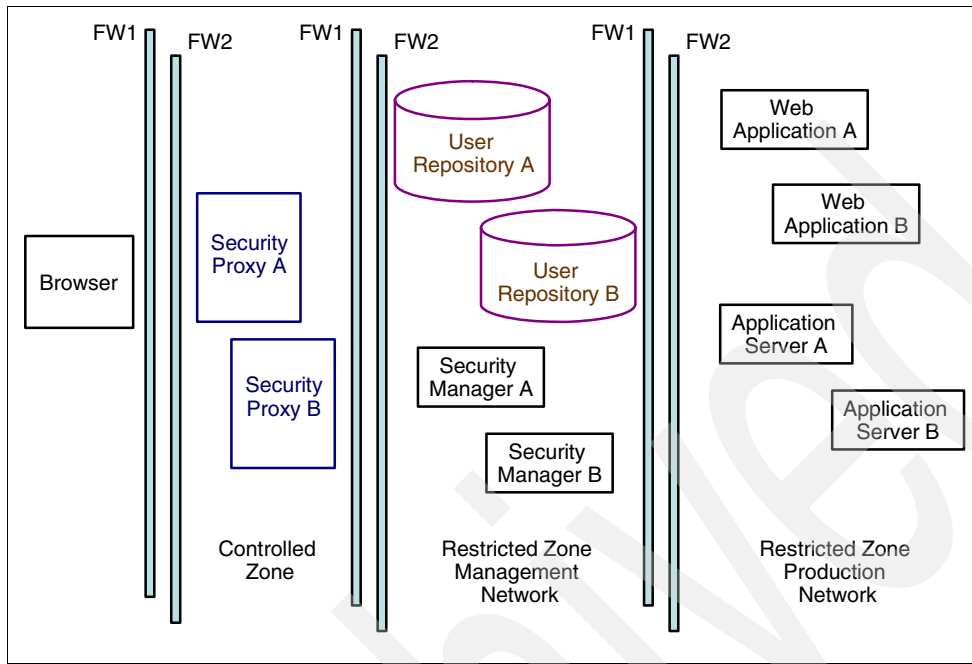 FW1
FW2
FW1
FW2
FW1
FW2
Browser
Security
Proxy A
Security
Proxy B
Controlled
Zone
User
Repository A
User
Repository B
Security
Manager A
Security
Manager B
Restricted Zone
Management
Network
Web
Application A
Web
Application B
Application
Server A
Application
Server B
Restricted Zone
Production
Network